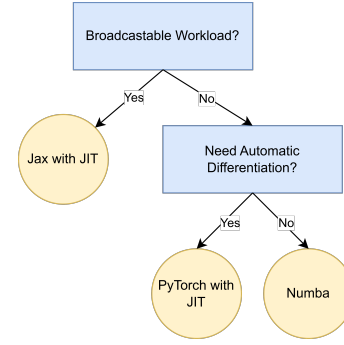 Broadcastable Workload?
Yes
No
Jax with JIT
Need Automatic
Differentiation?
Yes
No
PyTorch with
JIT
Numba